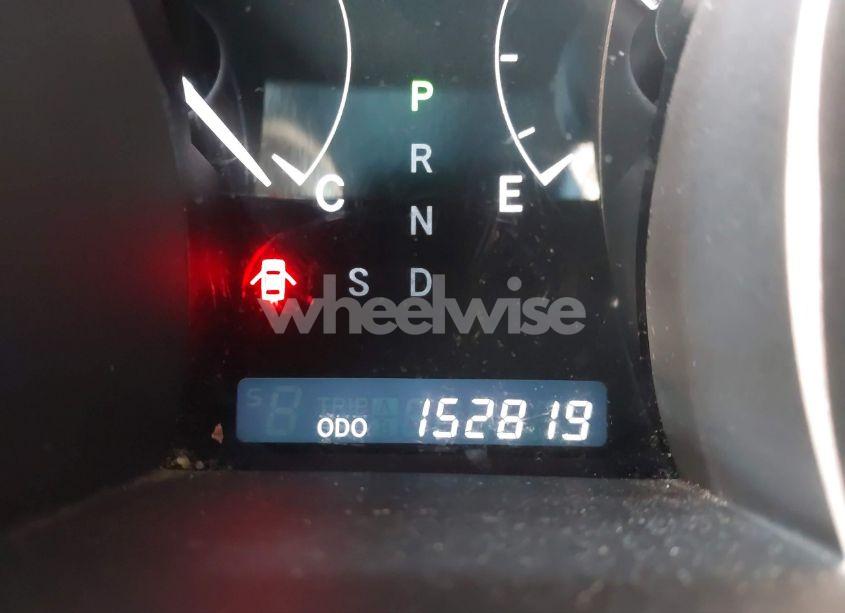 P
R
C E
N
S D
wheelwise
ODO 152819